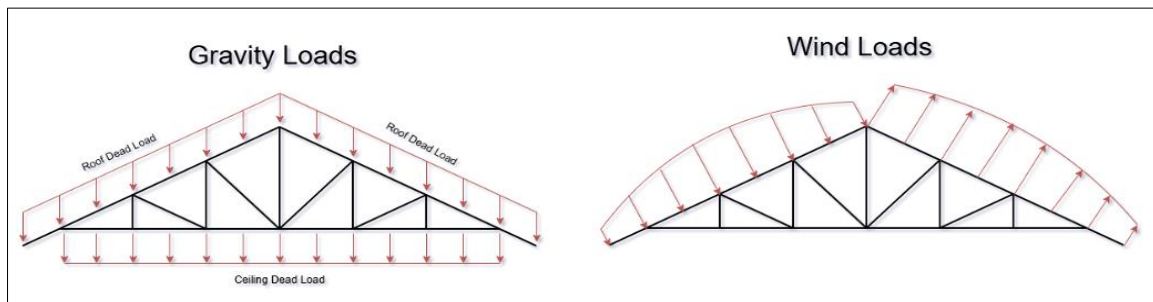 Gravity Loads
Wind Loads
Roof Dead Load
Roof Dead Load
Ceiling Dead Load